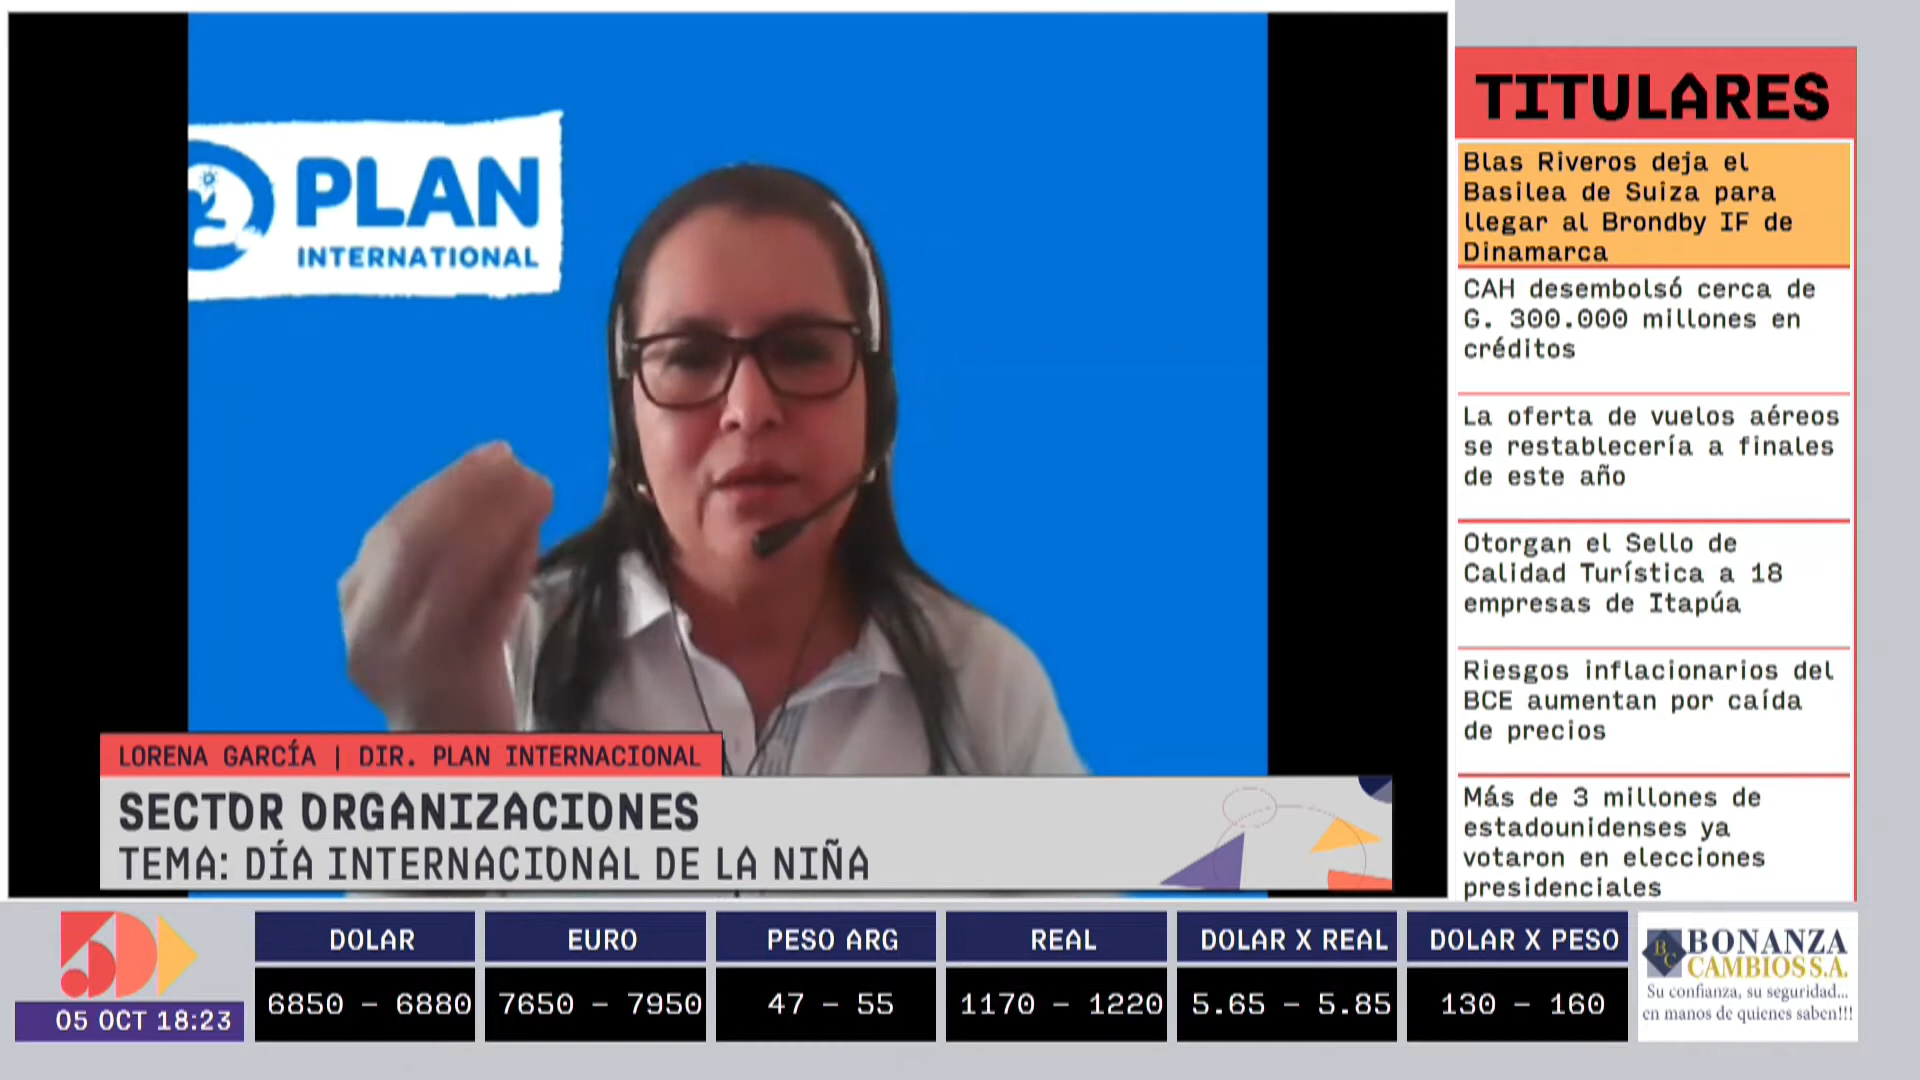 PLAN
INTERNATIONAL
LORENA GARCÍA | DIR. PLAN INTERNACIONAL
SECTOR ORGANIZACIONES
TEMA: DÍA INTERNACIONAL DE LA NIÑA
TITULARES
Blas Riveros deja el
Basilea de Suiza para
llegar al Brondby IF de
Dinamarca
CAH desembolsó cerca de
G. 300.000 millones en
créditos
La oferta de vuelos aéreos
se restablecería a finales
de este año
Otorgan el Sello de
Calidad Turística a 18
empresas de Itapúa
Riesgos inflacionarios del
BCE aumentan por caída
de precios
Más de 3 millones de
estadounidenses ya
votaron en elecciones
presidenciales
5D
05 OCT 18:23
DOLAR
6850 - 6880
EURO
7650 - 7950
PESO ARG
47 - 55
REAL
1170 - 1220
DOLAR X REAL
5.65 - 5.85
DOLAR X PESO
130 - 160
BC
BONANZA
CAMBIOS S.A.
Su confianza, su seguridad...
en manos de quienes saben!!!